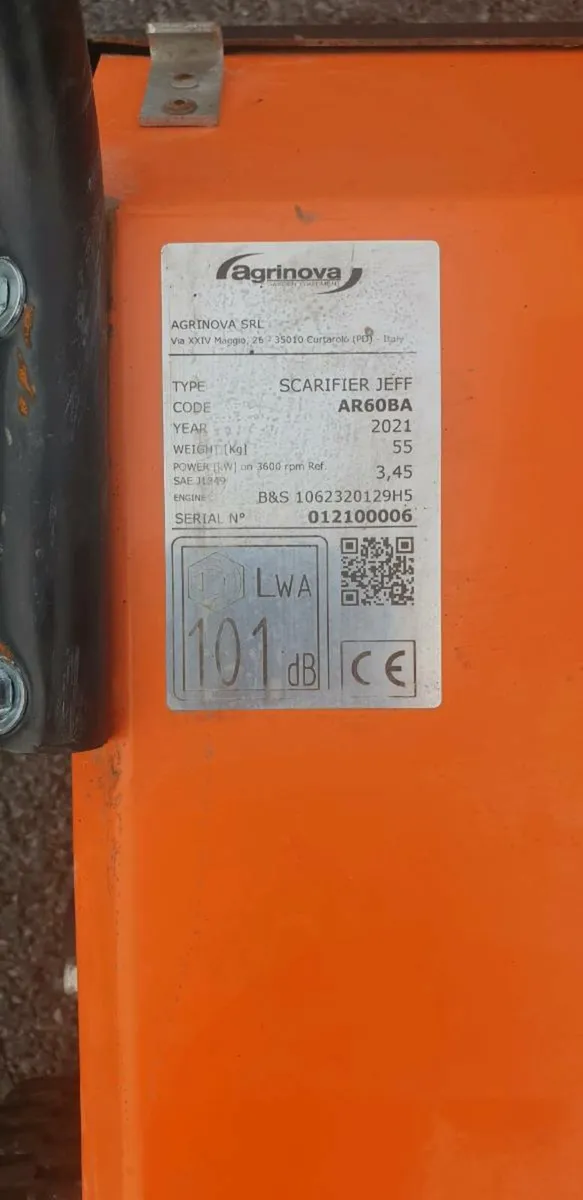 agrinova
GARDEN EQUIPMENT
AGRINOVA SRL
Via XXIV Maggio, 26 - 35010 Curtarolo (PD) - Italy
TYPE SCARIFIER JEFF
CODE AR60BA
YEAR 2021
WEIGHT [Kg] 55
POWER [kW] on 3600 rpm Ref. SAE J1349 3,45
ENGINE B&S 1062320129H5
SERIAL N° 012100006
LWA
101 dB
CE